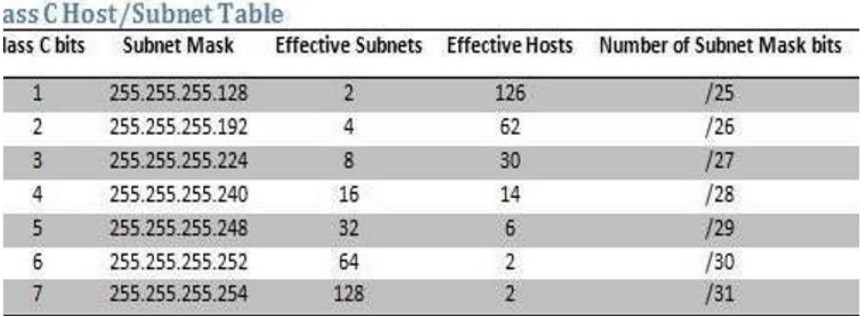 ass C Host/Subnet Table
lass C bits Subnet Mask Effective Subnets Effective Hosts Number of Subnet Mask bits
1 255.255.255.128 2 126 /25
2 255.255.255.192 4 62 /26
3 255.255.255.224 8 30 /27
4 255.255.255.240 16 14 /28
5 255.255.255.248 32 6 /29
6 255.255.255.252 64 2 /30
7 255.255.255.254 128 2 /31